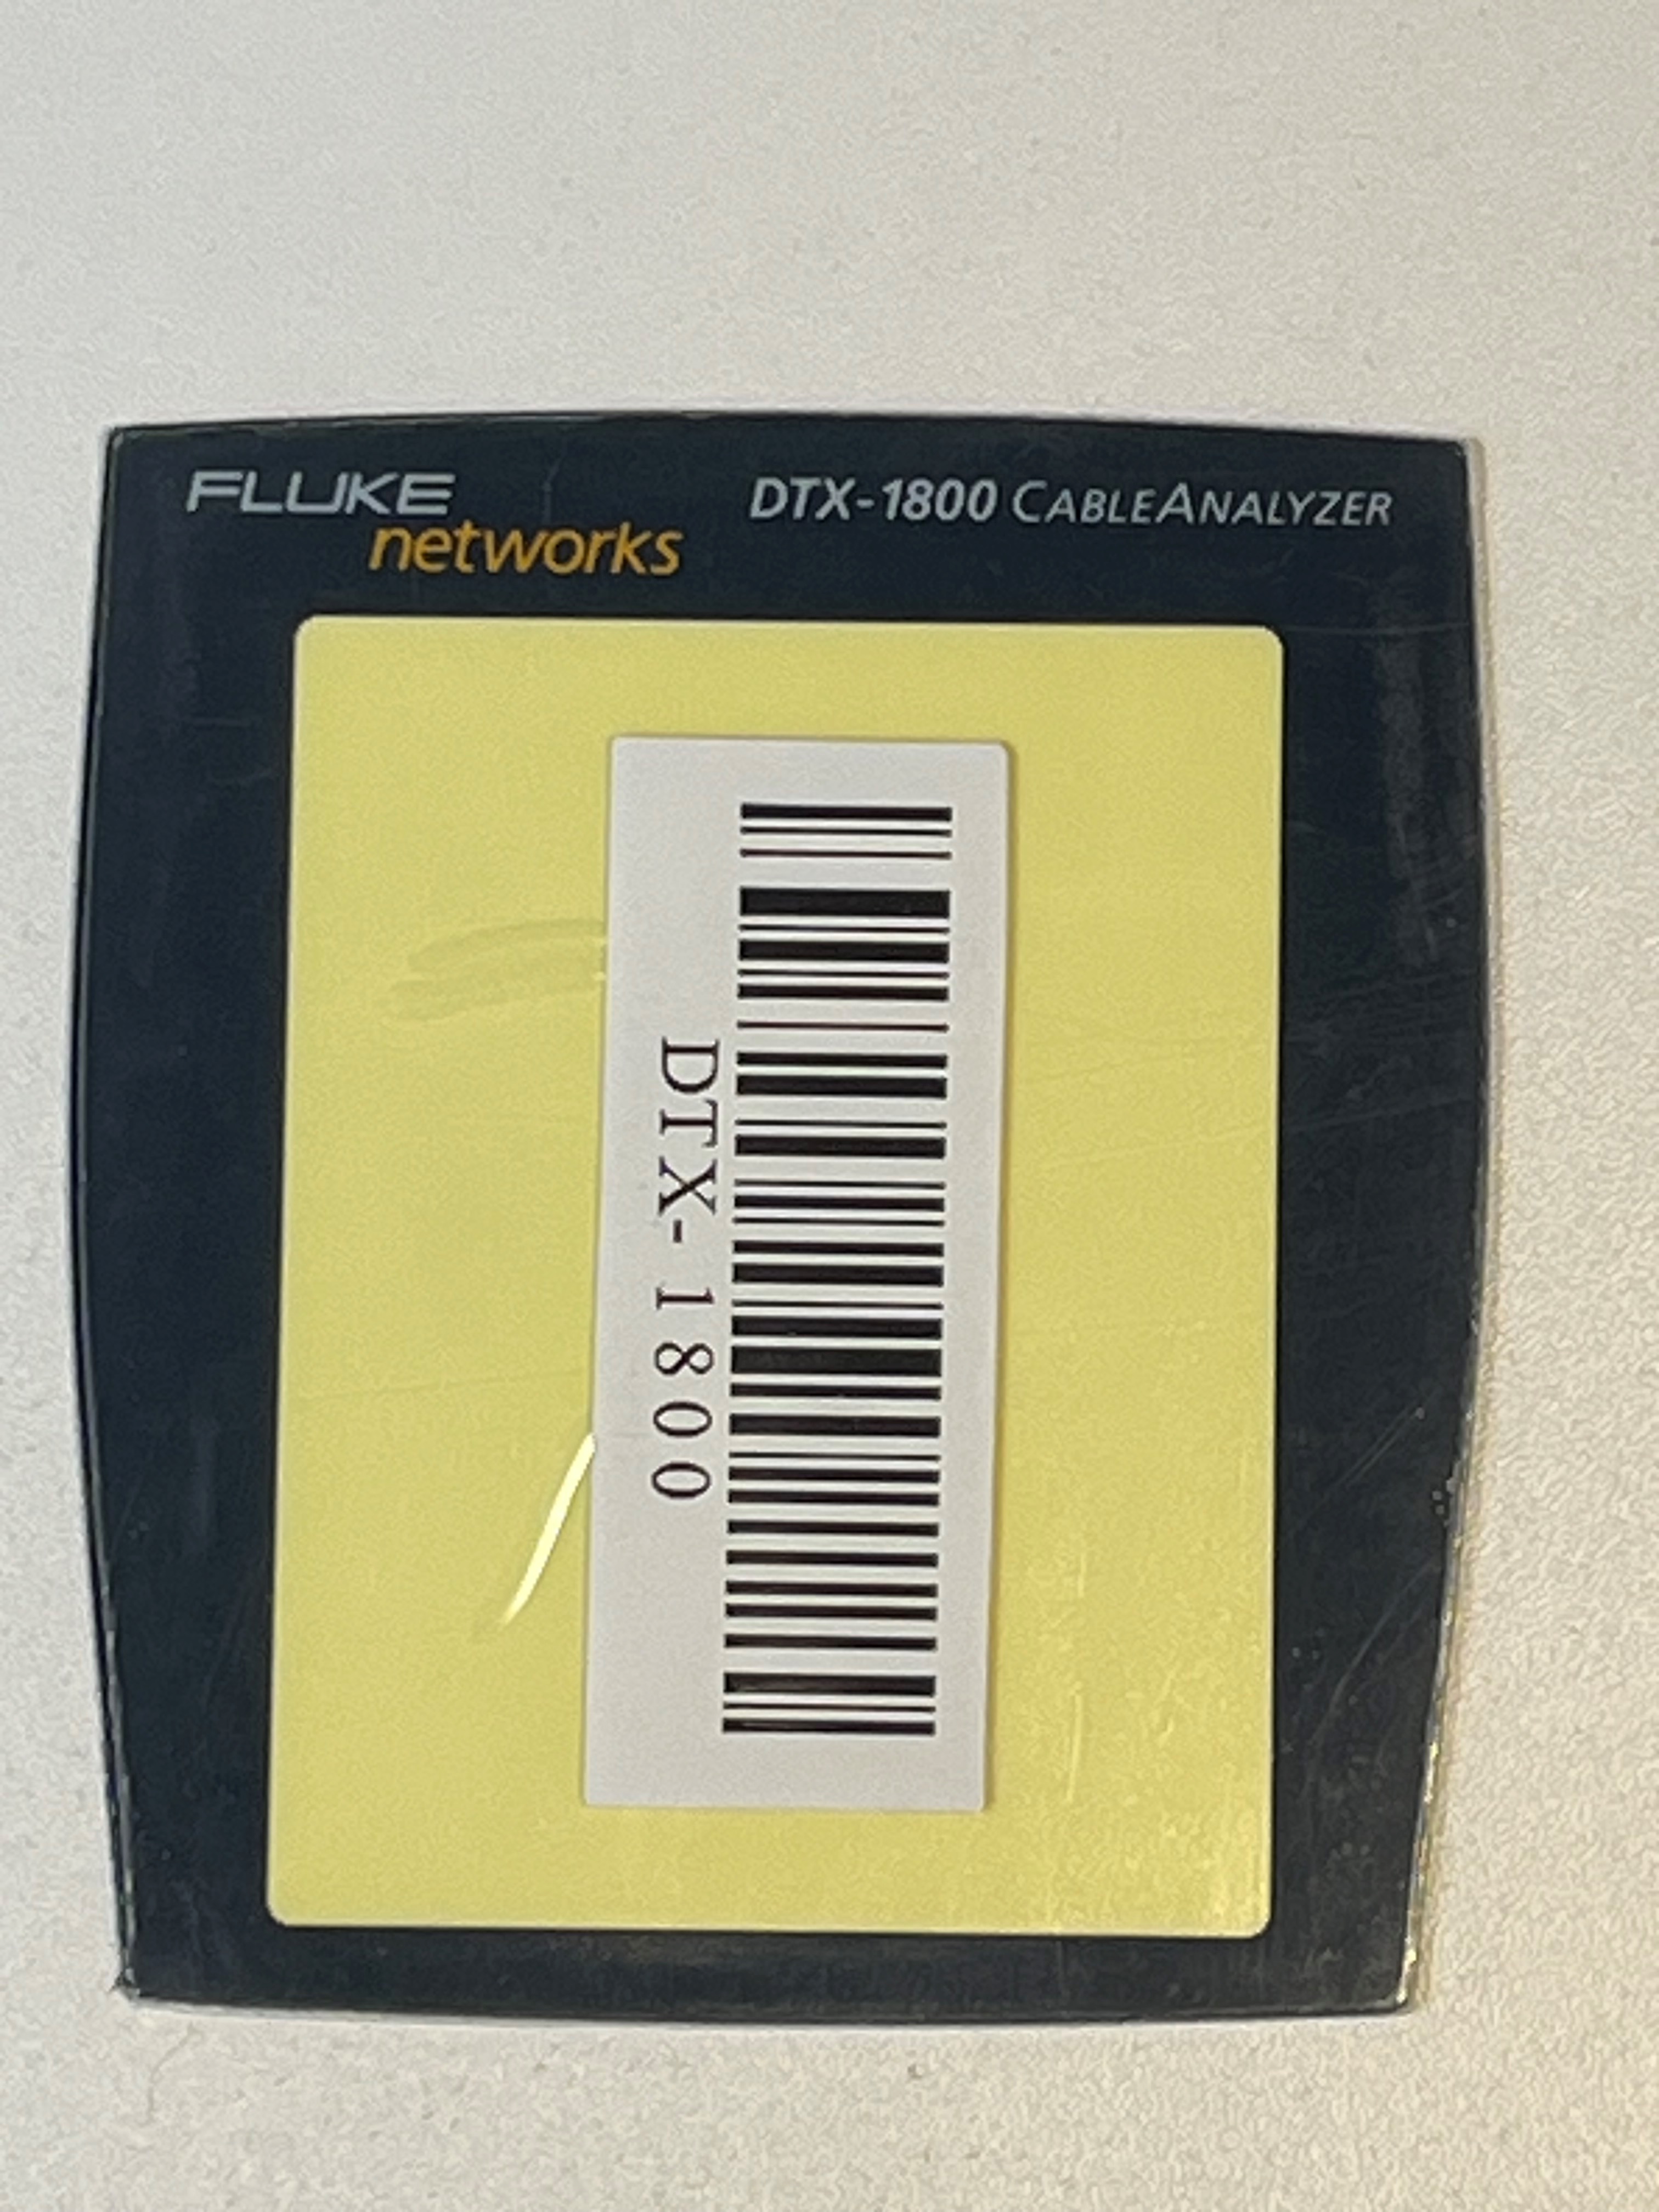 FLUKE
networks
DTX-1800 CABLEANALYZER
DTX-1800